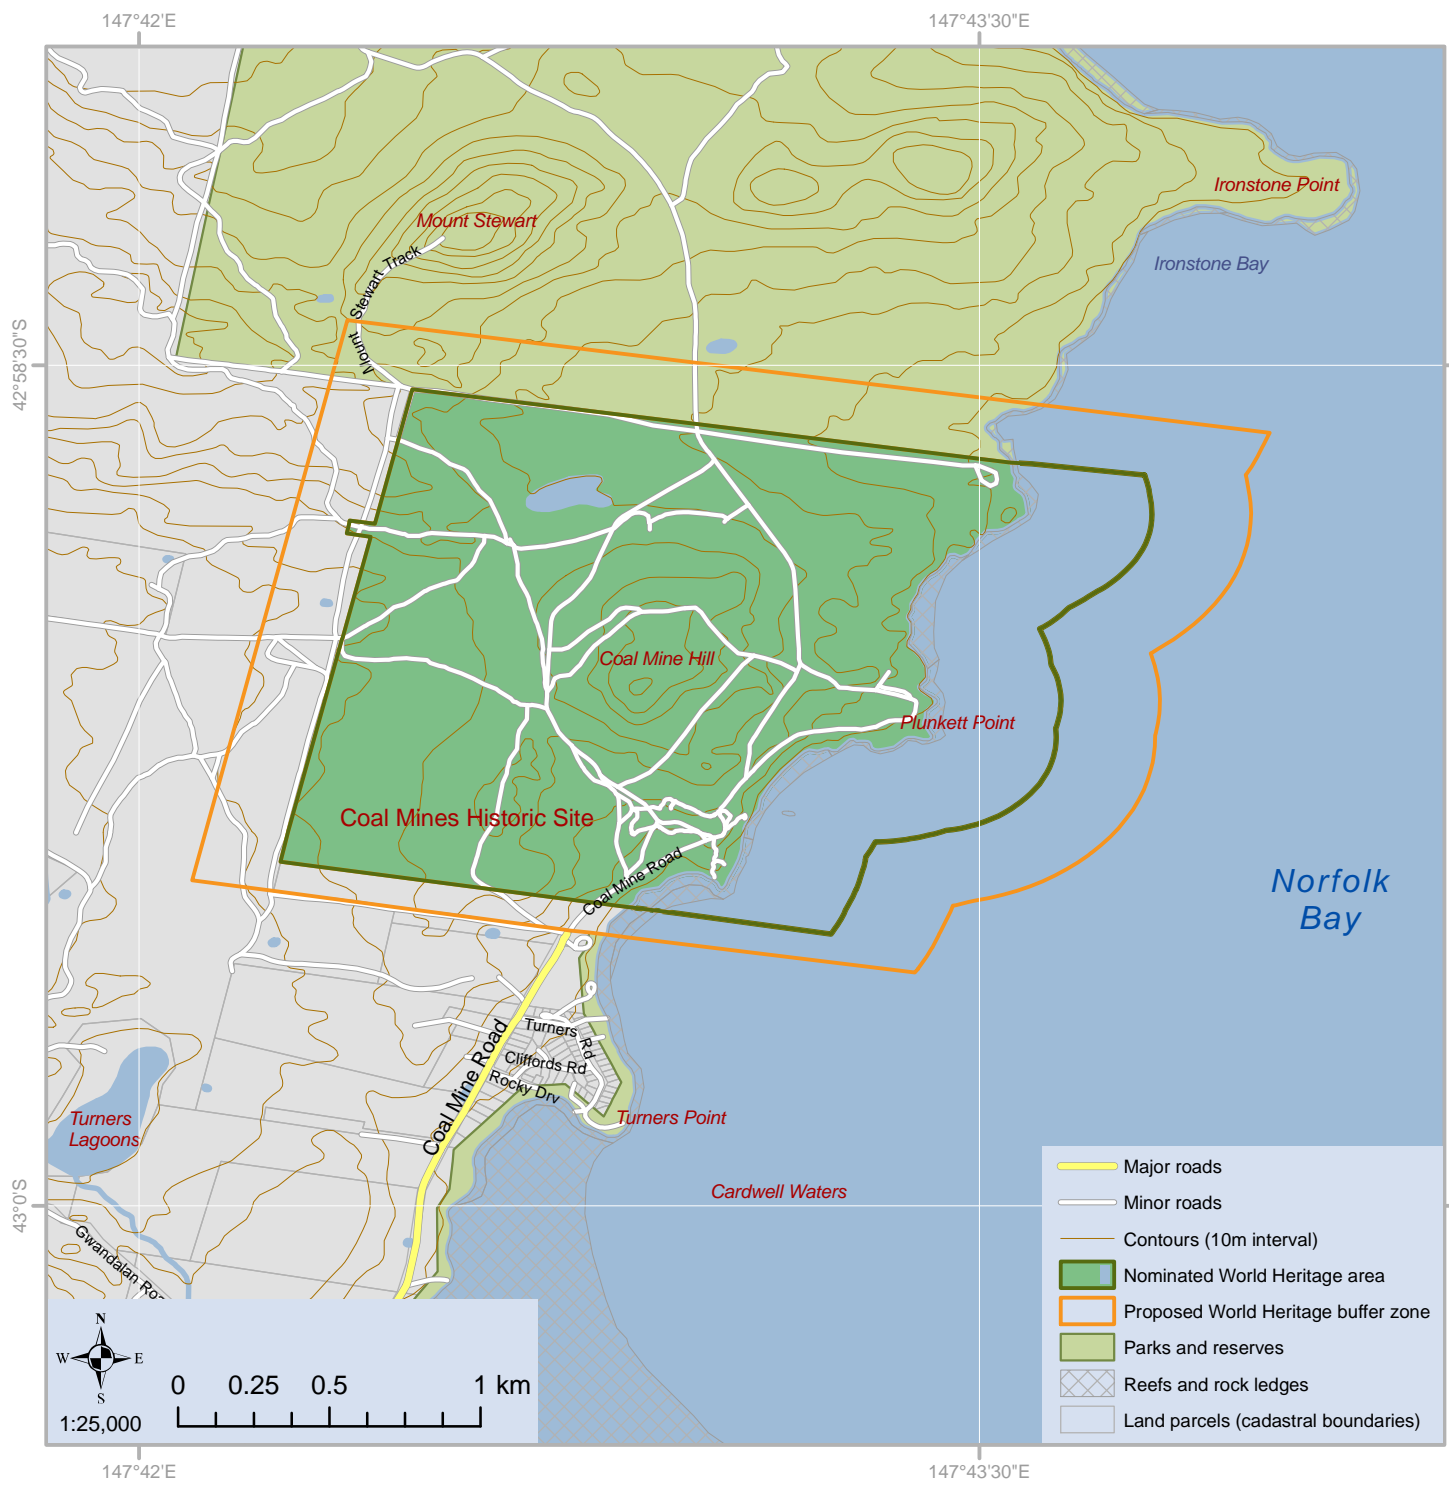 147°42'E
147°43'30"E
Ironstone Point
Mount Stewart
Ironstone Bay
Mount Stewart Track
42°58'30"S
Coal Mine Hill
Plunkett Point
Coal Mines Historic Site
Coal Mine Road
Norfolk
Bay
Turners Rd
Cliffords Rd
Rocky Drv
Coal Mine Road
Turners
Lagoons
Turners Point
Cardwell Waters
43°0'S
Gwandalan Roa
Major roads
Minor roads
Contours (10m interval)
Nominated World Heritage area
Proposed World Heritage buffer zone
Parks and reserves
Reefs and rock ledges
Land parcels (cadastral boundaries)
N
W E
S
0 0.25 0.5 1 km
1:25,000
147°42'E
147°43'30"E